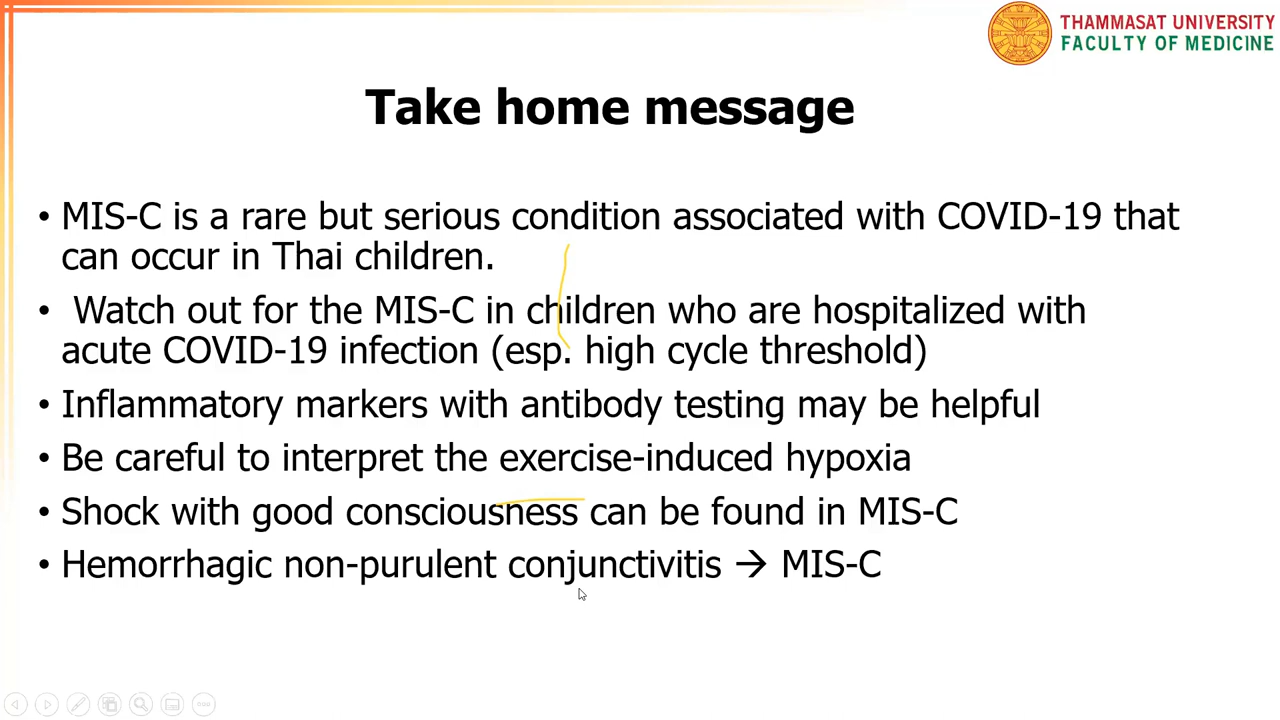 THAMMASAT UNIVERSITY
FACULTY OF MEDICINE
Take home message
• MIS-C is a rare but serious condition associated with COVID-19 that
can occur in Thai children.
• Watch out for the MIS-C in children who are hospitalized with
acute COVID-19 infection (esp. high cycle threshold)
• Inflammatory markers with antibody testing may be helpful
• Be careful to interpret the exercise-induced hypoxia
• Shock with good consciousness can be found in MIS-C
• Hemorrhagic non-purulent conjunctivitis → MIS-C